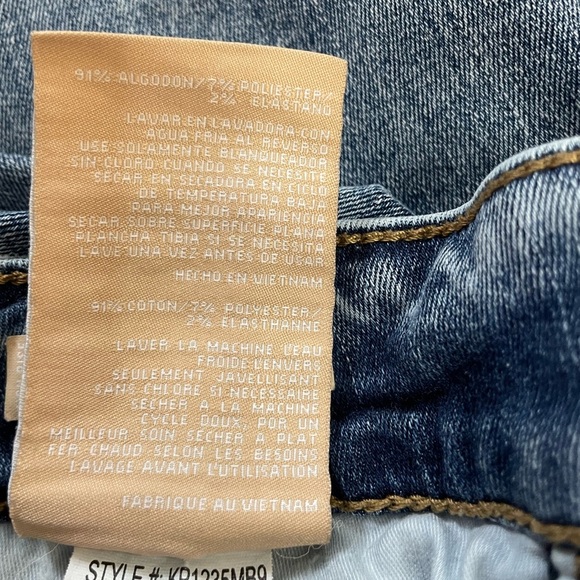 91% ALGODON/7% POLIESTER/
2% ELASTANO
LAVAR EN LAVADORA CON
AGUA FRIA AL REVERSO
USE SOLAMENTE BLANQUEADOR
SIN CLORO CUANDO SE NECESITE
SECAR EN SECADORA EN CICLO
DE TEMPERATURA BAJA
PARA MEJOR APARIENCIA
SECAR SOBRE SUPERFICIE PLANA
PLANCHA TIBIA SI SE NECESITA
LAVE UNA VEZ ANTES DE USAR
HECHO EN VIETNAM
91% COTON/7% POLYESTER/
2% ELASTHANNE
LAVER LA MACHINE L'EAU
FROIDE L'ENVERS
SEULEMENT JAVELLISANT
SANS CHLORE SI NECESSAIRE
SECHER A LA MACHINE
CYCLE DOUX, POR UN
MEILLEUR SOIN SECHER A PLAT
FER CHAUD SELON LES BESOINS
LAVAGE AVANT L'UTILISATION
FABRIQUE AU VIETNAM
STYLE #: KP1235MB9